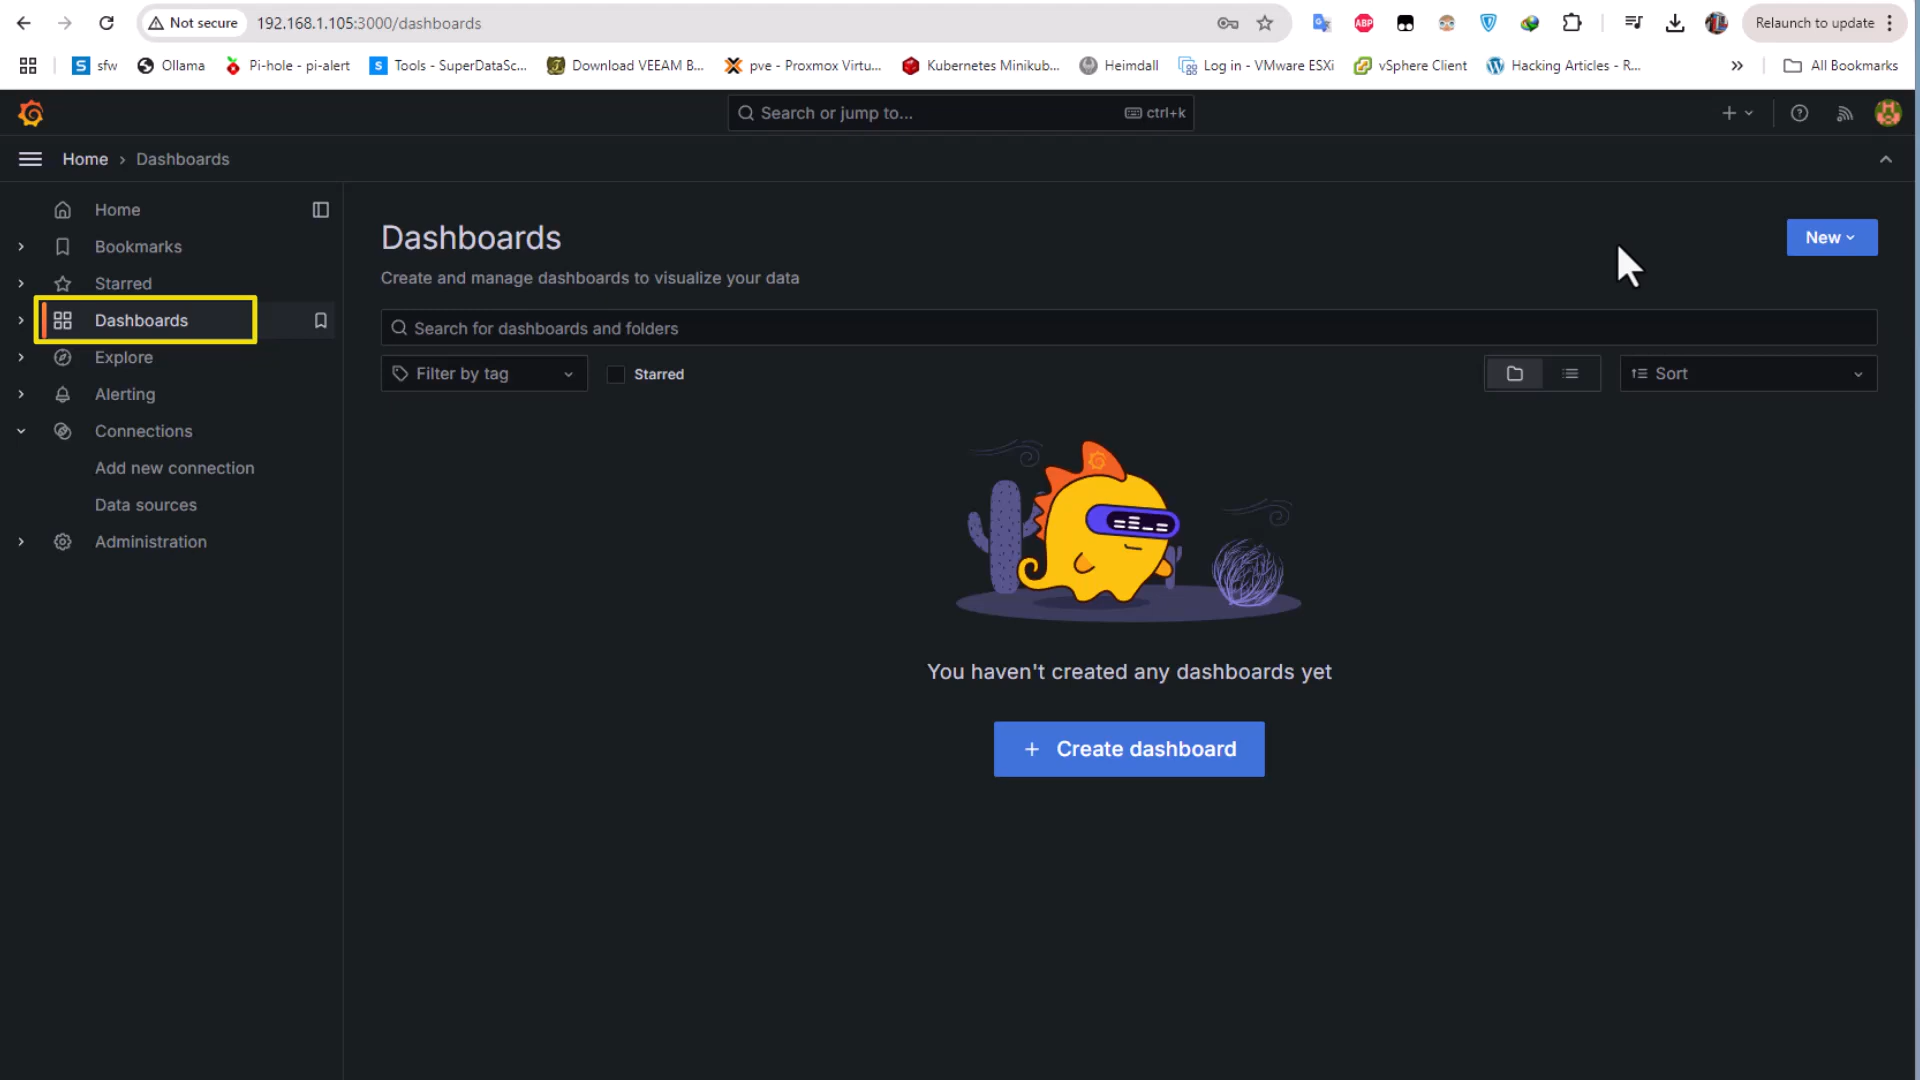 Not secure
192.168.1.105:3000/dashboards
ABP
Relaunch to update
sfw
Ollama
Pi-hole - pi-alert
Tools - SuperDataSc...
Download VEEAM B...
pve - Proxmox Virtu...
Kubernetes Minikub...
Heimdall
Log in - VMware ESXi
vSphere Client
Hacking Articles - R...
All Bookmarks
Search or jump to...
ctrl+k
Home › Dashboards
Home
Bookmarks
Starred
Dashboards
Explore
Alerting
Connections
Add new connection
Data sources
Administration
Dashboards
New
Create and manage dashboards to visualize your data
Search for dashboards and folders
Filter by tag
Starred
Sort
You haven't created any dashboards yet
+ Create dashboard